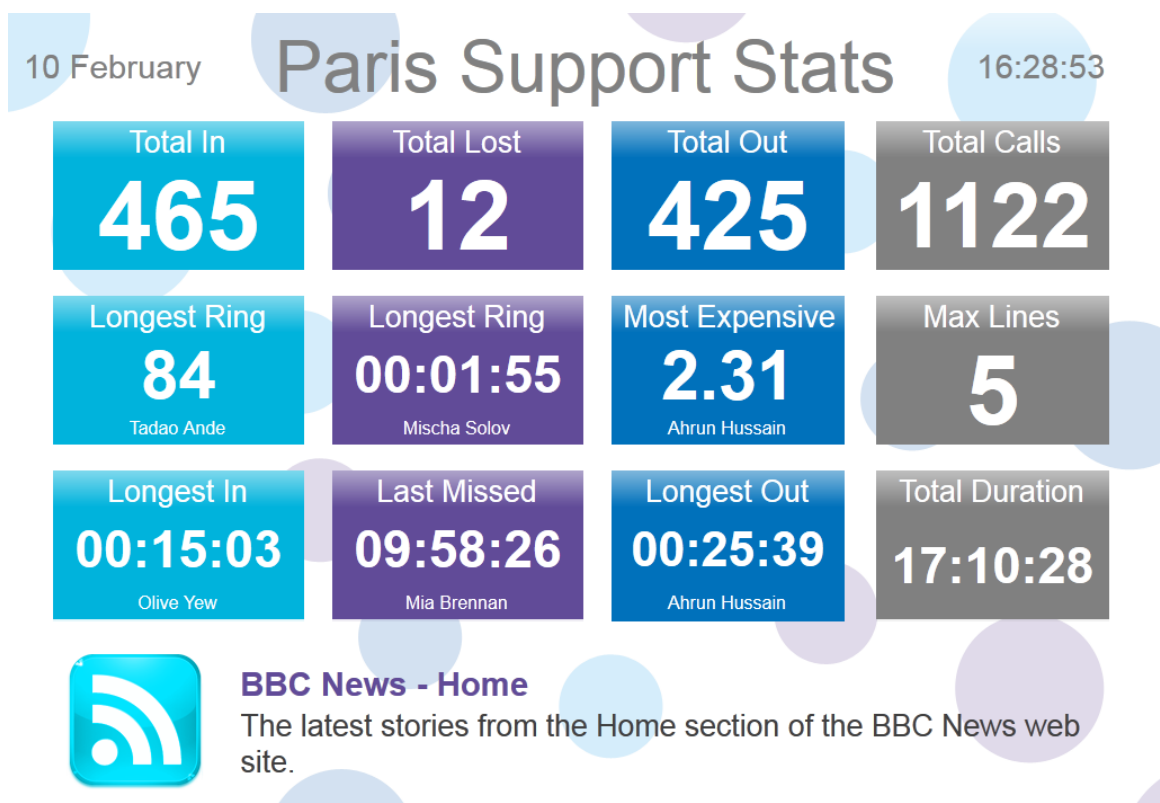 10 February
Paris Support Stats
16:28:53
Total In
465
Total Lost
12
Total Out
425
Total Calls
1122
Longest Ring
84
Tadao Ande
Longest Ring
00:01:55
Mischa Solov
Most Expensive
2.31
Ahrun Hussain
Max Lines
5
Longest In
00:15:03
Olive Yew
Last Missed
09:58:26
Mia Brennan
Longest Out
00:25:39
Ahrun Hussain
Total Duration
17:10:28
BBC News - Home
The latest stories from the Home section of the BBC News web
site.